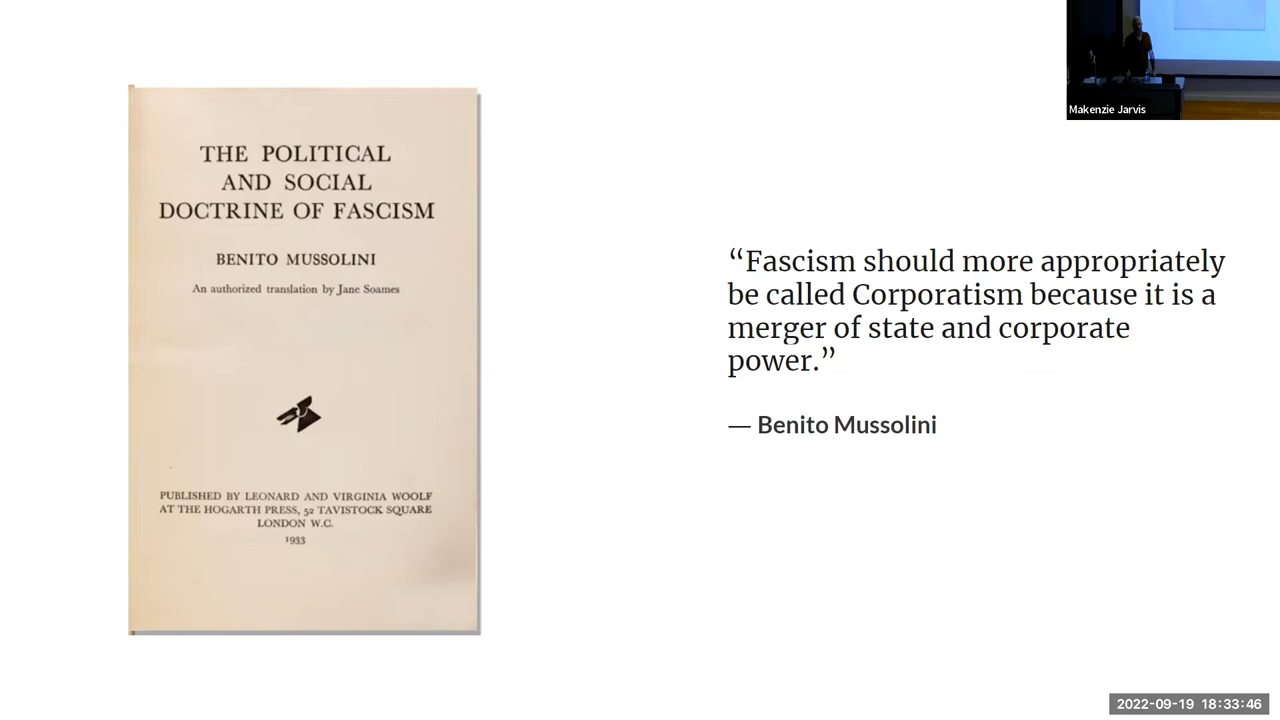 THE POLITICAL
AND SOCIAL
DOCTRINE OF FASCISM
BENITO MUSSOLINI
An authorized translation by Jane Soames
PUBLISHED BY LEONARD AND VIRGINIA WOOLF
AT THE HOGARTH PRESS, 52 TAVISTOCK SQUARE
LONDON W.C.
1933
“Fascism should more appropriately
be called Corporatism because it is a
merger of state and corporate
power.”
— Benito Mussolini
Makenzie Jarvis
2022-09-19 18:33:46